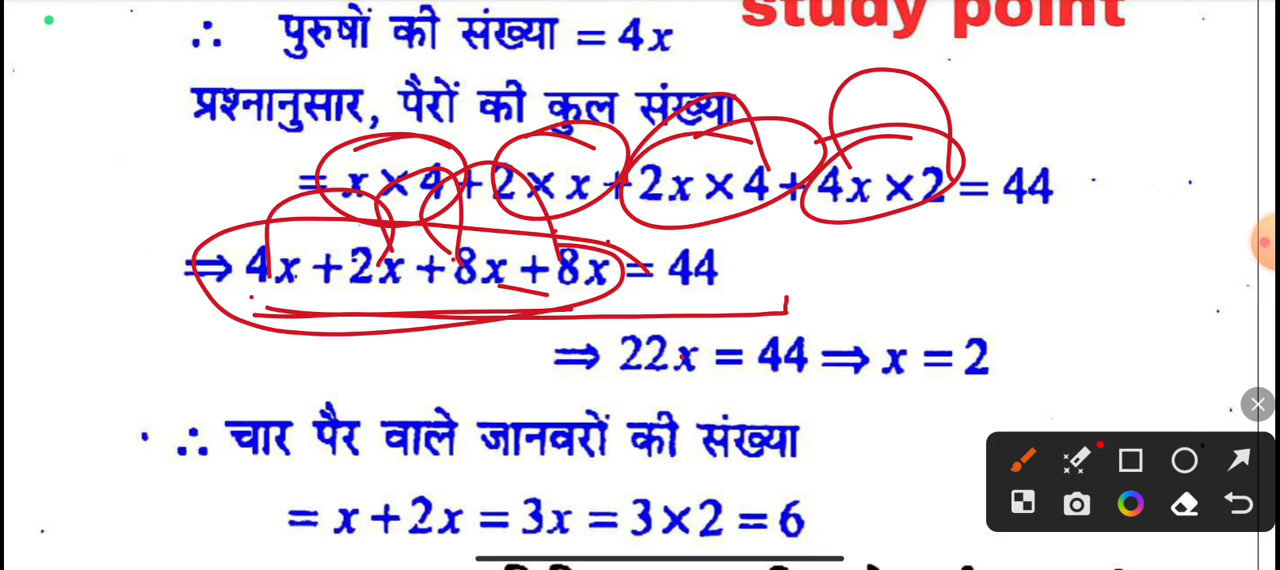 study point
∴ पुरुषों की संख्या = 4x
प्रश्नानुसार, पैरों की कुल संख्या
= x × 4 + 2 × x + 2x × 4 + 4x × 2 = 44
⇒ 4x + 2x + 8x + 8x = 44
⇒ 22x = 44 ⇒ x = 2
∴ चार पैर वाले जानवरों की संख्या
= x + 2x = 3x = 3 × 2 = 6